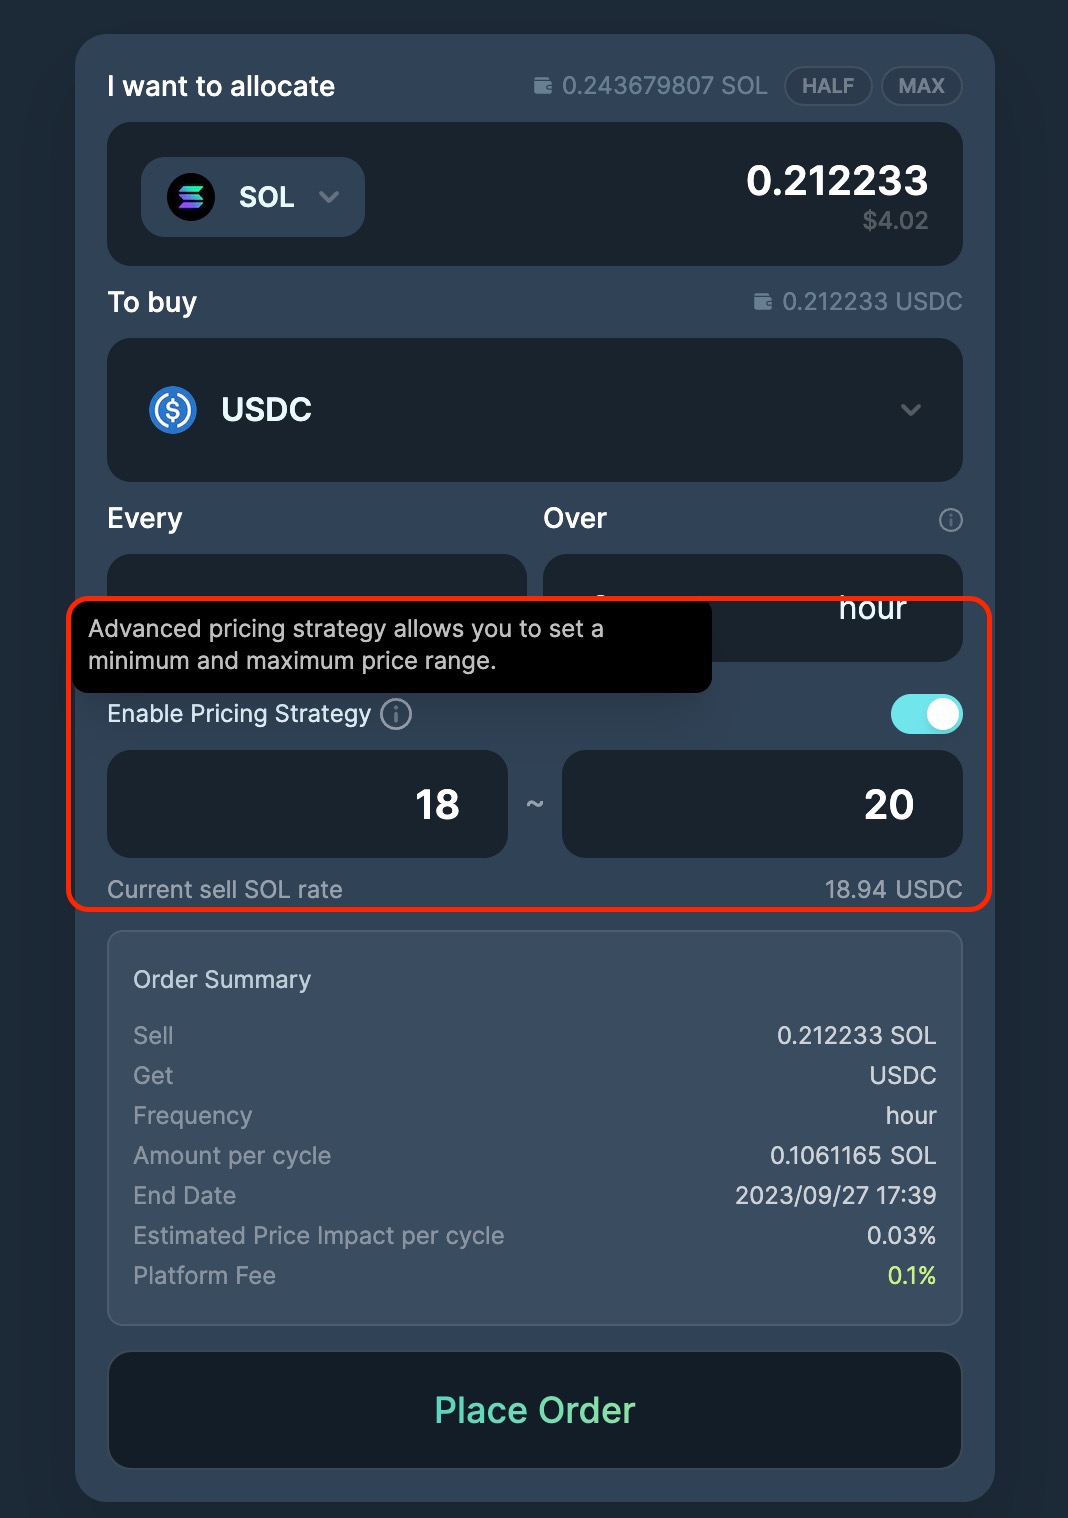 I want to allocate 0.243679807 SOL HALF MAX
SOL 0.212233
$4.02
To buy 0.212233 USDC
USDC
Every Over
hour
Advanced pricing strategy allows you to set a
minimum and maximum price range.
Enable Pricing Strategy
18 ~ 20
Current sell SOL rate 18.94 USDC
Order Summary
Sell 0.212233 SOL
Get USDC
Frequency hour
Amount per cycle 0.1061165 SOL
End Date 2023/09/27 17:39
Estimated Price Impact per cycle 0.03%
Platform Fee 0.1%
Place Order